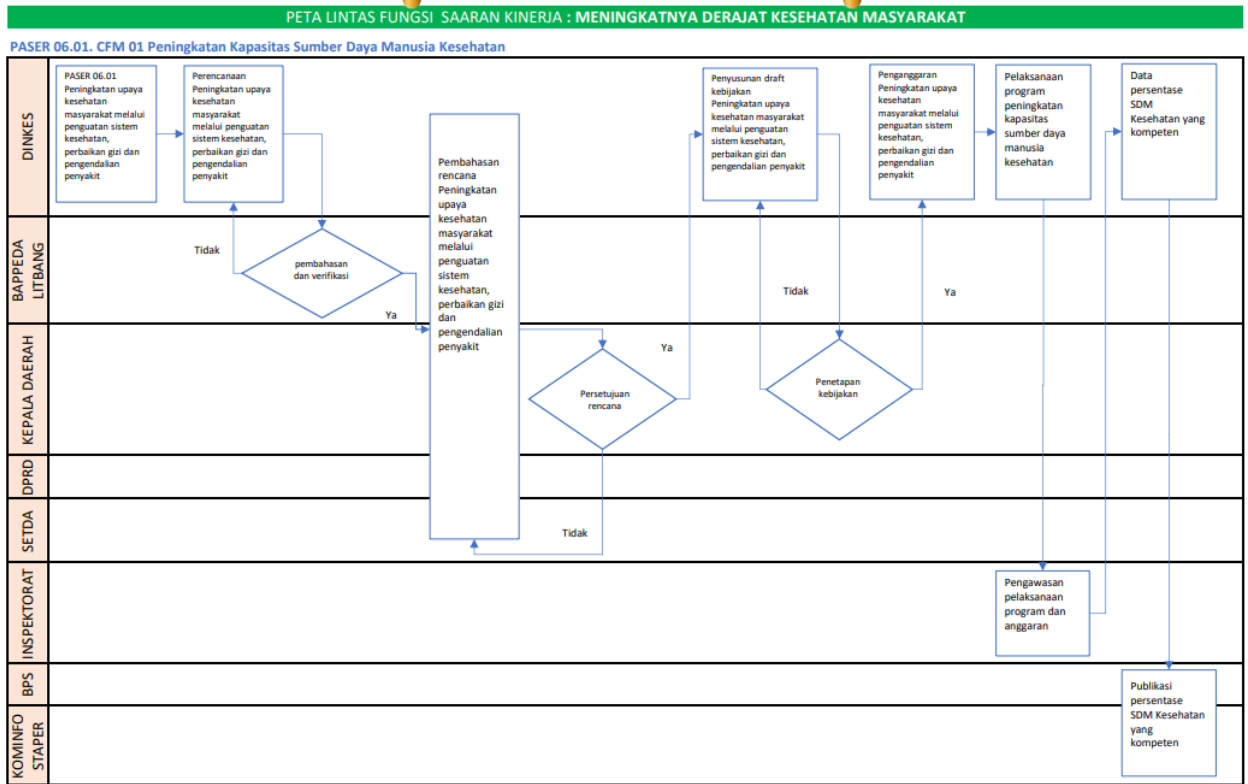 PETA LINTAS FUNGSI SAARAN KINERJA : MENINGKATNYA DERAJAT KESEHATAN MASYARAKAT
PASER 06.01. CFM 01 Peningkatan Kapasitas Sumber Daya Manusia Kesehatan
DINKES
PASER 06.01
Peningkatan upaya
kesehatan
masyarakat melalui
penguatan sistem
kesehatan,
perbaikan gizi dan
pengendalian
penyakit
Perencanaan
Peningkatan upaya
kesehatan
masyarakat
melalui penguatan
sistem kesehatan,
perbaikan gizi dan
pengendalian
penyakit
Pembahasan
rencana
Peningkatan
upaya
kesehatan
masyarakat
melalui
penguatan
sistem
kesehatan,
perbaikan gizi
dan
pengendalian
penyakit
Penyusunan draft
kebijakan
Peningkatan upaya
kesehatan masyarakat
melalui penguatan
sistem kesehatan,
perbaikan gizi dan
pengendalian penyakit
Penganggaran
Peningkatan upaya
kesehatan
masyarakat melalui
penguatan sistem
kesehatan,
perbaikan gizi dan
pengendalian
penyakit
Pelaksanaan
program
peningkatan
kapasitas
sumber daya
manusia
kesehatan
Data
persentase
SDM
Kesehatan yang
kompeten
BAPPEDA
LITBANG
Tidak
pembahasan
dan verifikasi
Ya
Tidak
Ya
KEPALA DAERAH
Persetujuan
rencana
Ya
Penetapan
kebijakan
DPRD
SETDA
Tidak
INSPEKTORAT
Pengawasan
pelaksanaan
program dan
anggaran
BPS
Publikasi
persentase
SDM Kesehatan
yang
kompeten
KOMINFO
STAPER